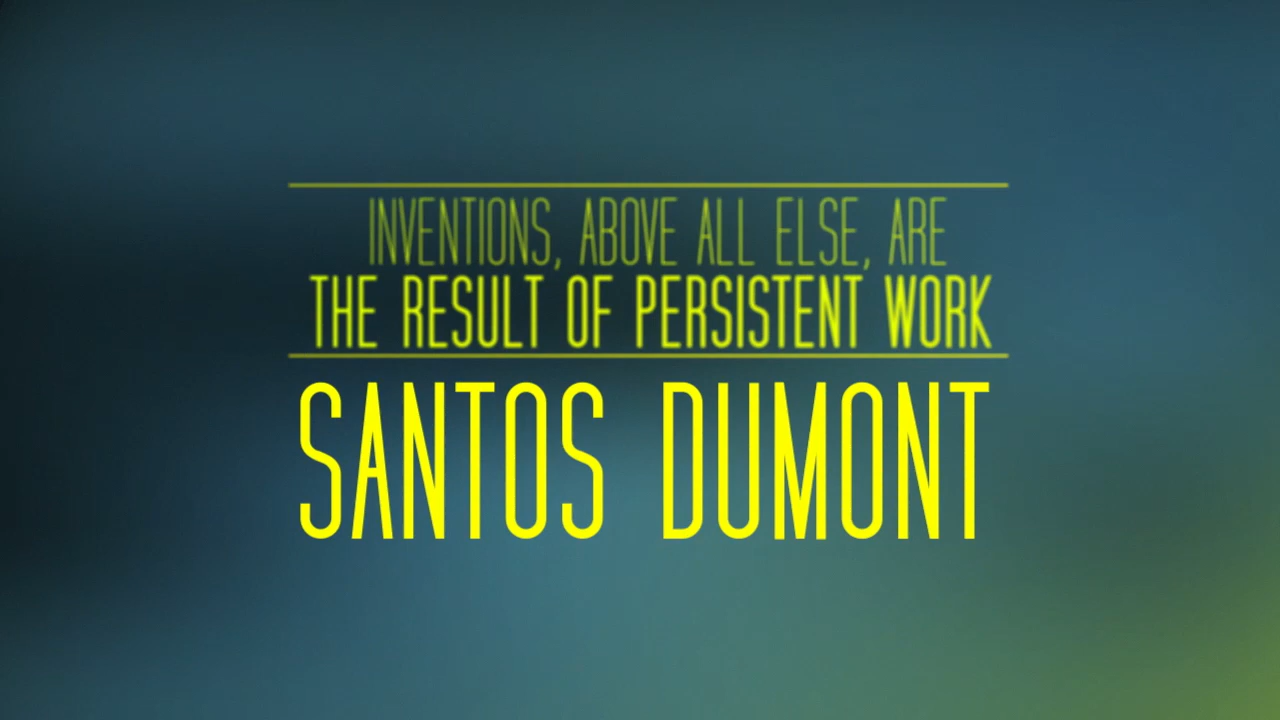 INVENTIONS, ABOVE ALL ELSE, ARE
THE RESULT OF PERSISTENT WORK
SANTOS DUMONT